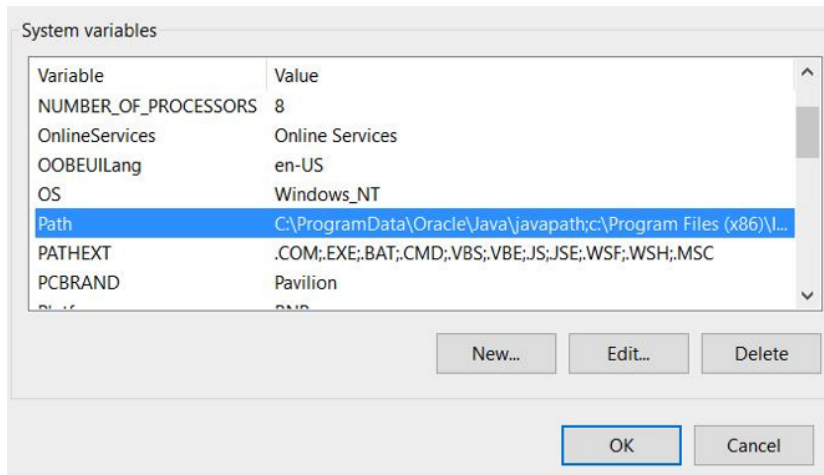 System variables
Variable Value
NUMBER_OF_PROCESSORS 8
OnlineServices Online Services
OOBEUILang en-US
OS Windows_NT
Path C:\ProgramData\Oracle\Java\javapath;c:\Program Files (x86)\I...
PATHEXT .COM;.EXE;.BAT;.CMD;.VBS;.VBE;.JS;.JSE;.WSF;.WSH;.MSC
PCBRAND Pavilion
New... Edit... Delete
OK Cancel